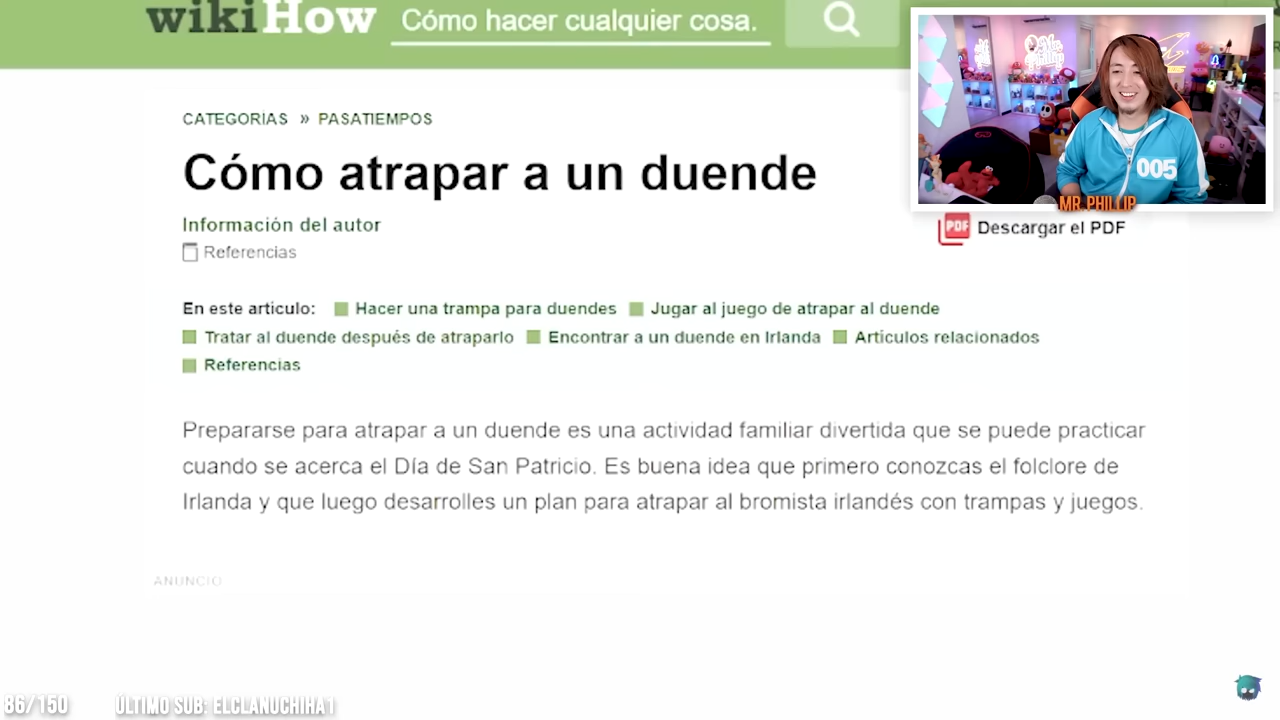 wikiHow Cómo hacer cualquier cosa.
CATEGORÍAS » PASATIEMPOS
Cómo atrapar a un duende
Información del autor
Referencias
005
MR.PHILLIP
PDF Descargar el PDF
En este artículo: Hacer una trampa para duendes Jugar al juego de atrapar al duende
Tratar al duende después de atraparlo Encontrar a un duende en Irlanda Artículos relacionados
Referencias
Prepararse para atrapar a un duende es una actividad familiar divertida que se puede practicar
cuando se acerca el Día de San Patricio. Es buena idea que primero conozcas el folclore de
Irlanda y que luego desarrolles un plan para atrapar al bromista irlandés con trampas y juegos.
ANUNCIO
86/150 ÚLTIMO SUB: ELCLANUCHIHA1